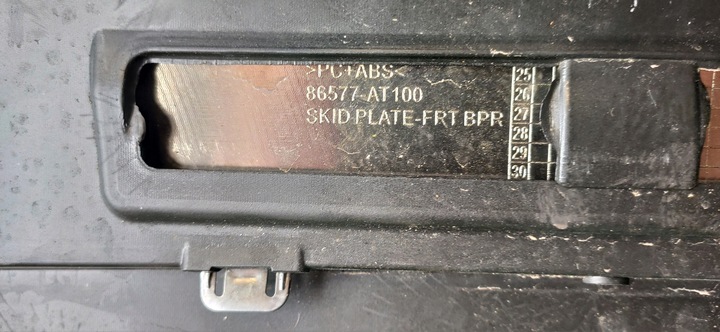 >PC+ABS<
86577-AT100
SKID PLATE-FRT BPR
25
26
27
28
29
30